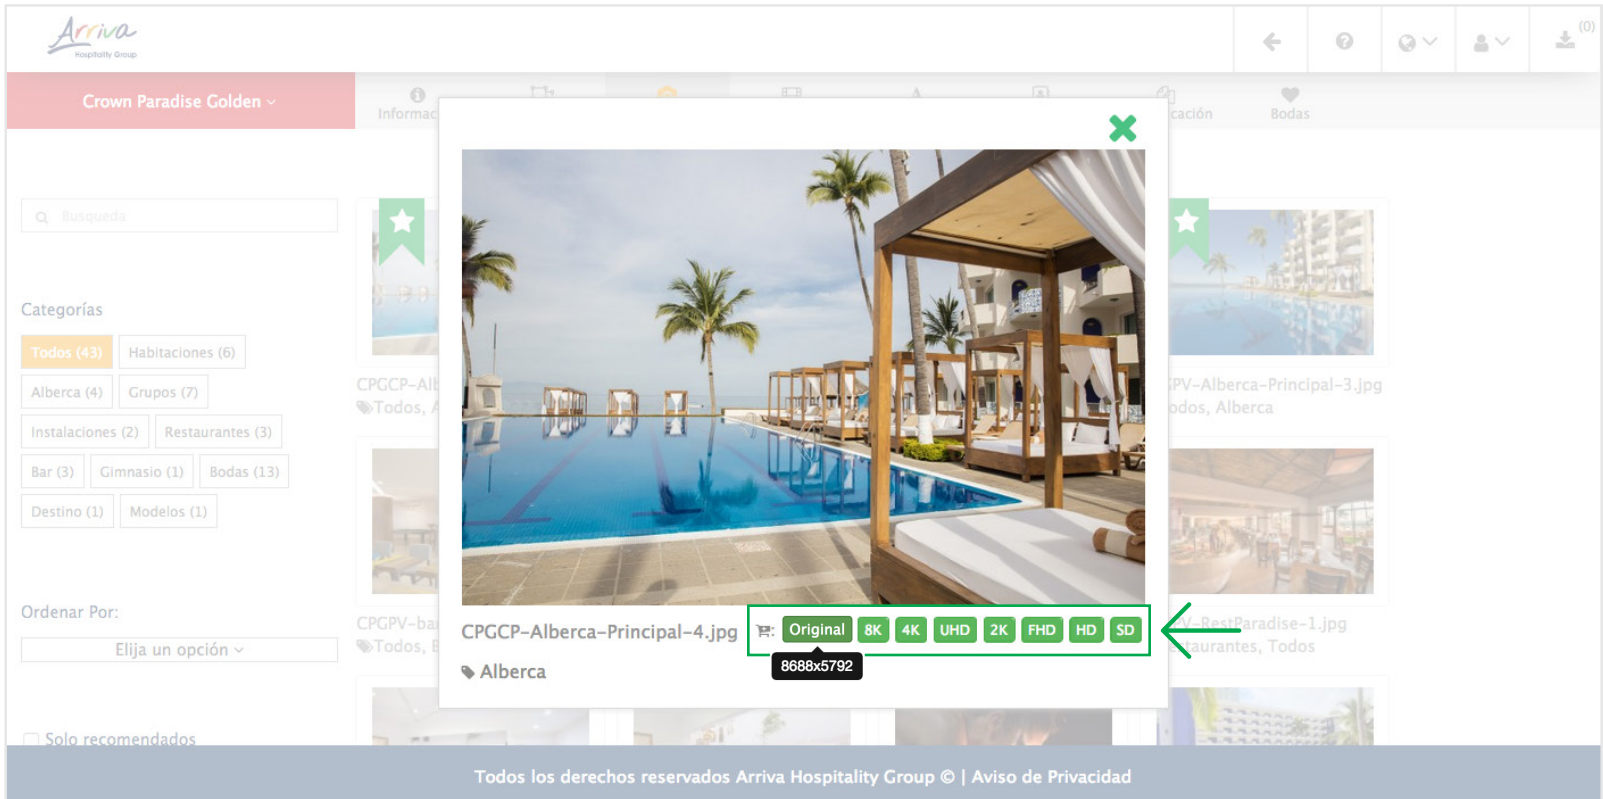 Arriva
Hospitality Group
(0)
Crown Paradise Golden
Informac
cación
Bodas
Busqueda
Categorías
Todos (43)
Habitaciones (6)
Alberca (4)
Grupos (7)
Instalaciones (2)
Restaurantes (3)
Bar (3)
Gimnasio (1)
Bodas (13)
Destino (1)
Modelos (1)
Ordenar Por:
Elija un opción
Solo recomendados
CPGCP-Alb
Todos, A
PV-Alberca-Principal-3.jpg
odos, Alberca
CPGPV-ba
Todos, B
PV-RestParadise-1.jpg
staurantes, Todos
CPGCP-Alberca-Principal-4.jpg
: Original 8K 4K UHD 2K FHD HD SD
8688x5792
Alberca
Todos los derechos reservados Arriva Hospitality Group © | Aviso de Privacidad